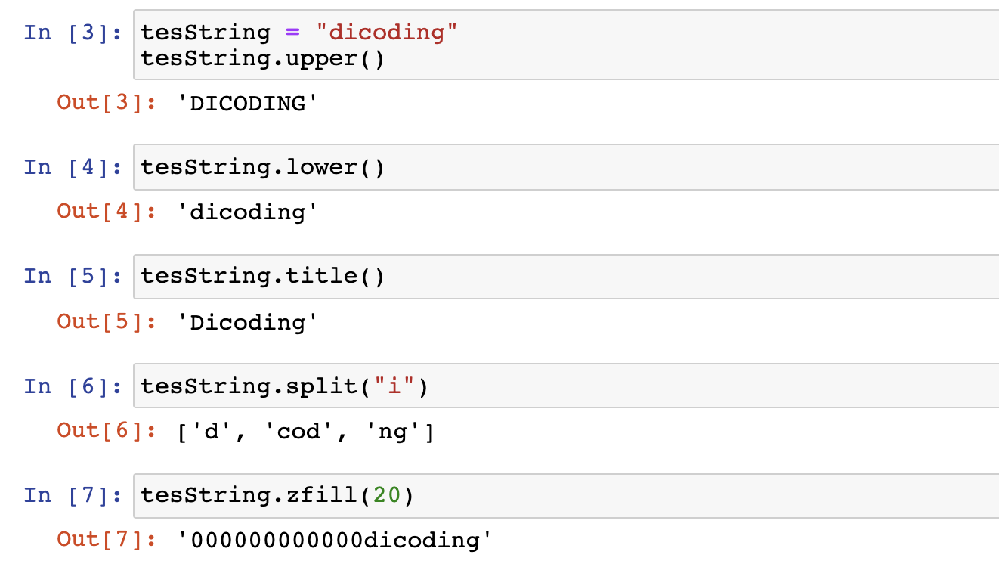 In [3]: tesString = "dicoding"
tesString.upper()
Out[3]: 'DICODING'
In [4]: tesString.lower()
Out[4]: 'dicoding'
In [5]: tesString.title()
Out[5]: 'Dicoding'
In [6]: tesString.split("i")
Out[6]: ['d', 'cod', 'ng']
In [7]: tesString.zfill(20)
Out[7]: '000000000000dicoding'